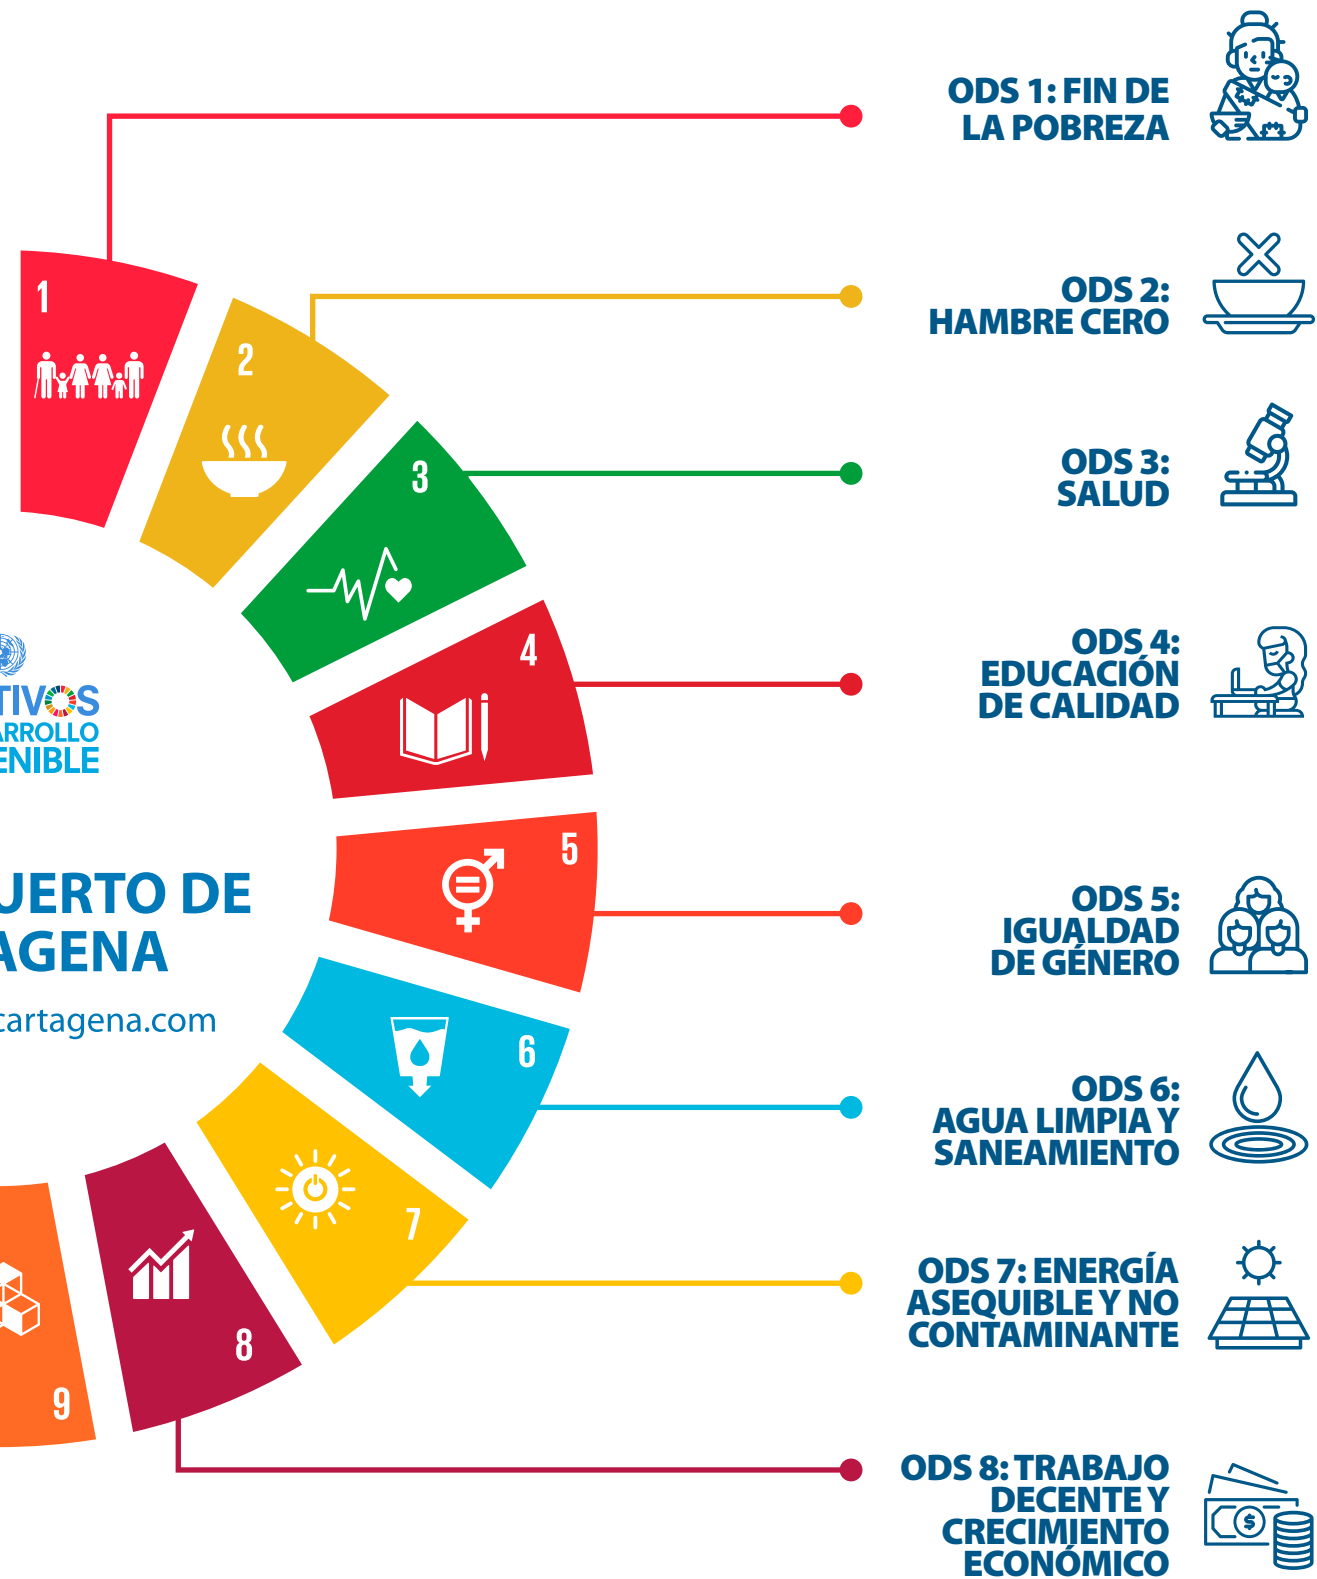 ODS 1: FIN DE
LA POBREZA
ODS 2:
HAMBRE CERO
ODS 3:
SALUD
ODS 4:
EDUCACIÓN
DE CALIDAD
ODS 5:
IGUALDAD
DE GÉNERO
ODS 6:
AGUA LIMPIA Y
SANEAMIENTO
ODS 7: ENERGÍA
ASEQUIBLE Y NO
CONTAMINANTE
ODS 8: TRABAJO
DECENTE Y
CRECIMIENTO
ECONÓMICO
1
2
3
4
5
6
7
8
9
TIVOS
ARROLLO
ENIBLE
UERTO DE
AGENA
cartagena.com
$